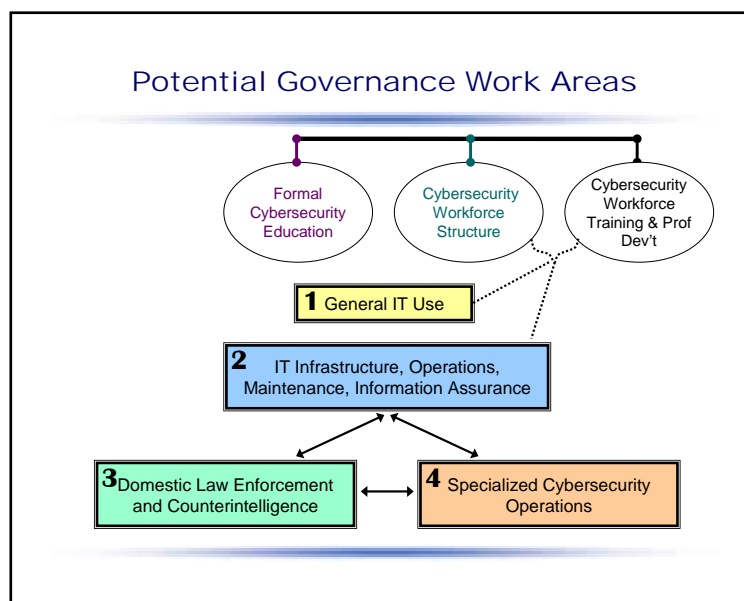 Potential Governance Work Areas
Formal
Cybersecurity
Education
Cybersecurity
Workforce
Structure
Cybersecurity
Workforce
Training & Prof
Dev't
1 General IT Use
2 IT Infrastructure, Operations,
Maintenance, Information Assurance
3 Domestic Law Enforcement
and Counterintelligence
4 Specialized Cybersecurity
Operations